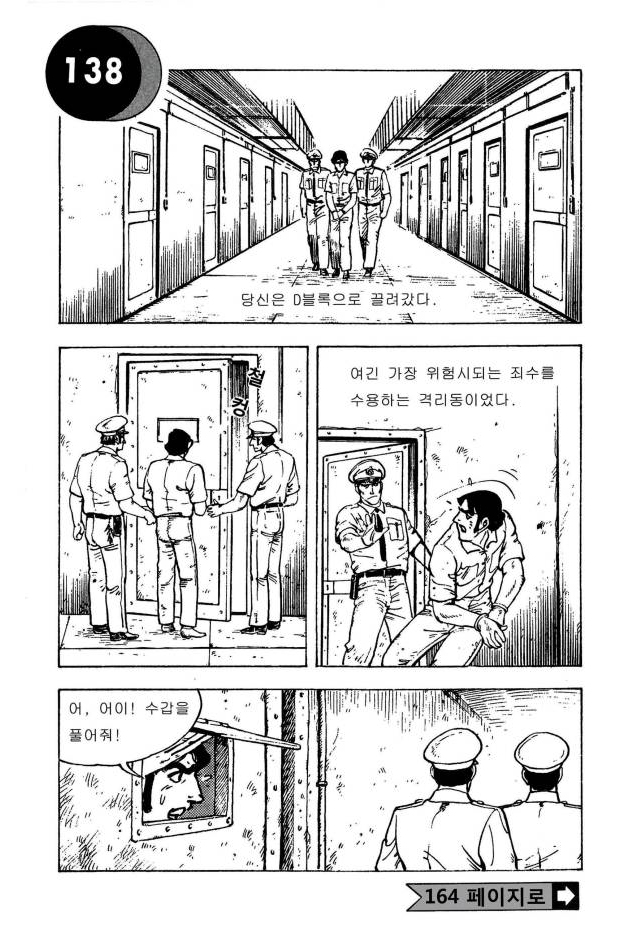 138
당신은 D블록으로 끌려갔다.
철
컹
여긴 가장 위험시되는 죄수를
수용하는 격리동이었다.
어, 어이! 수갑을
풀어줘!
164 페이지로